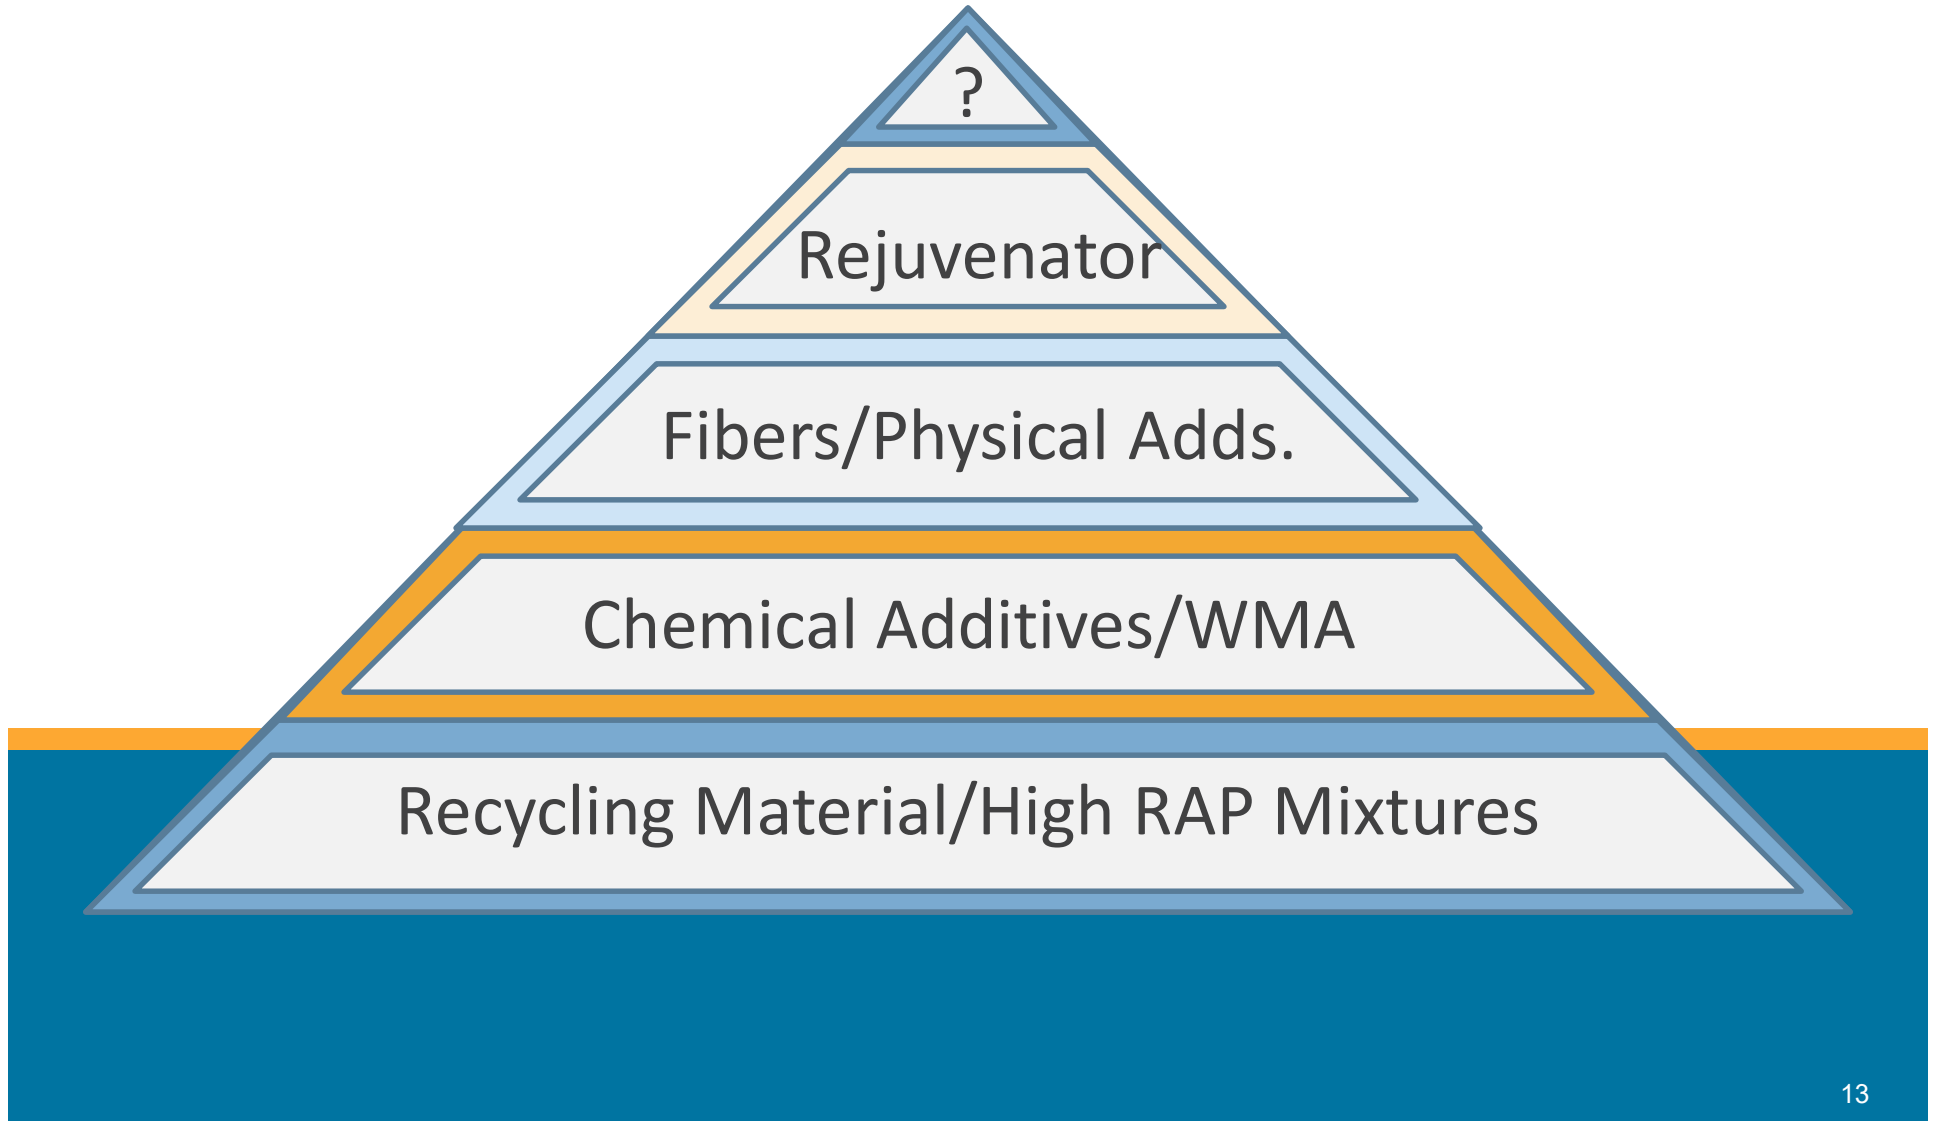 ?
Rejuvenator
Fibers/Physical Adds.
Chemical Additives/WMA
Recycling Material/High RAP Mixtures
13